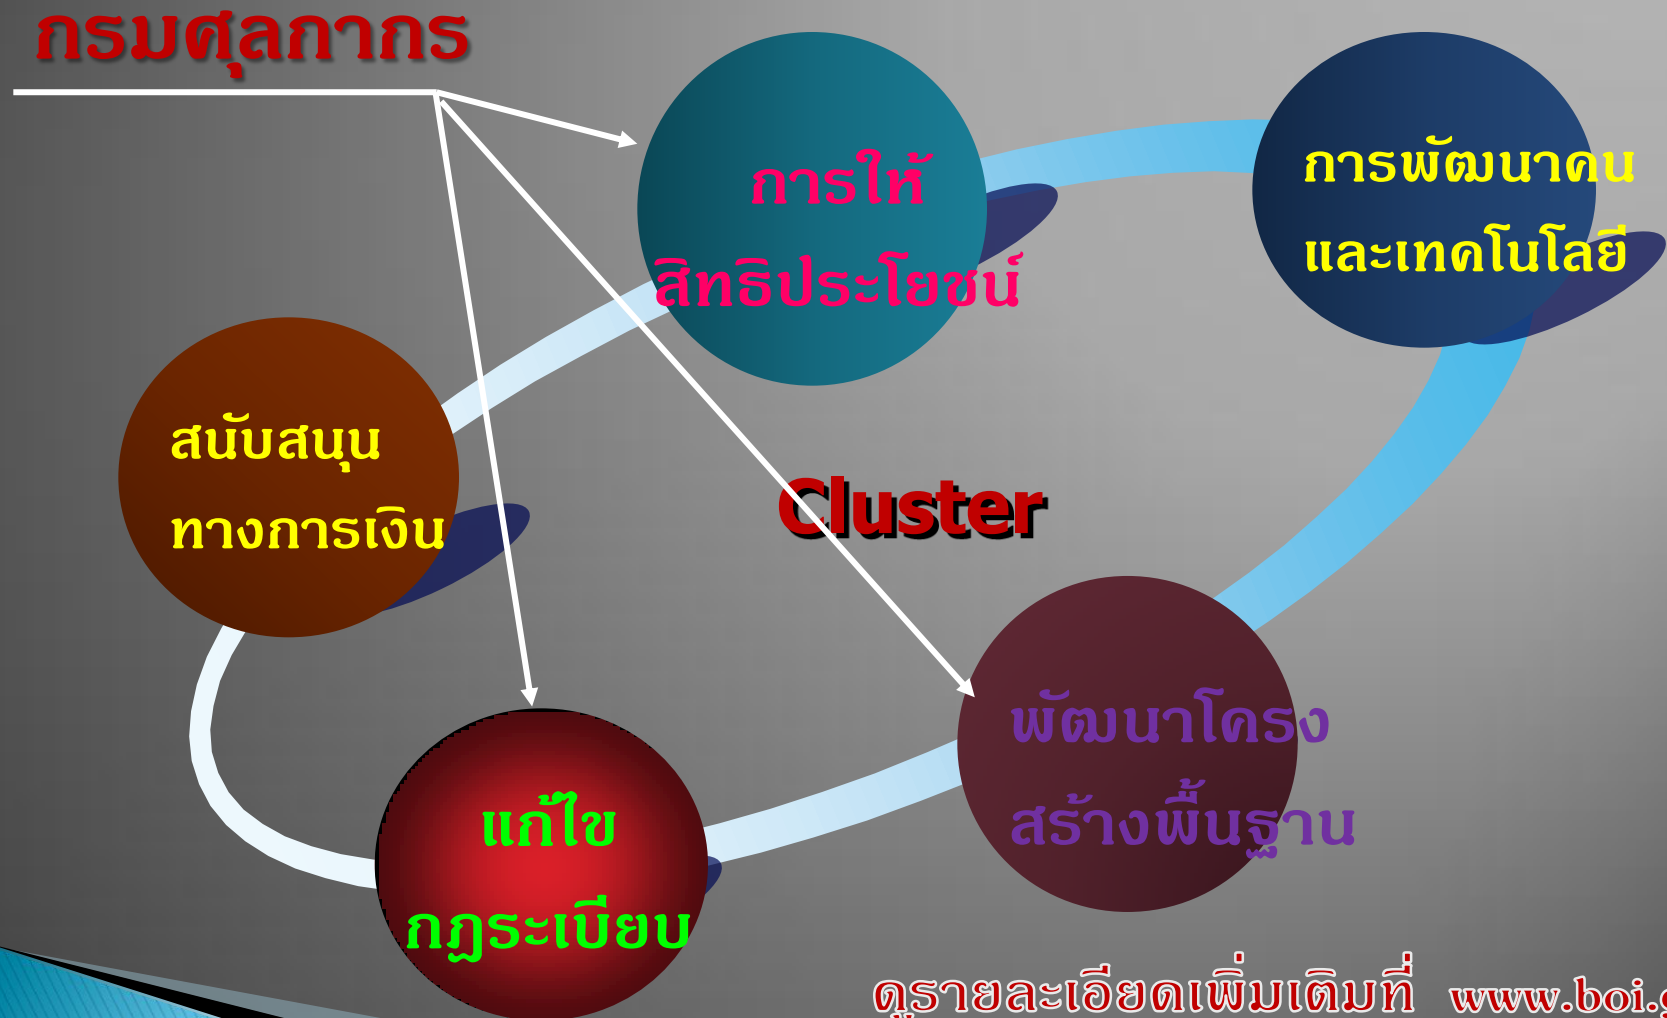 กรมศุลกากร
การให้
สิทธิประโยชน์
การพัฒนาคน
และเทคโนโลยี
สนับสนุน
ทางการเงิน
Cluster
พัฒนาโครง
สร้างพื้นฐาน
แก้ไข
กฎระเบียบ
ดูรายละเอียดเพิ่มเติมที่ www.boi.g